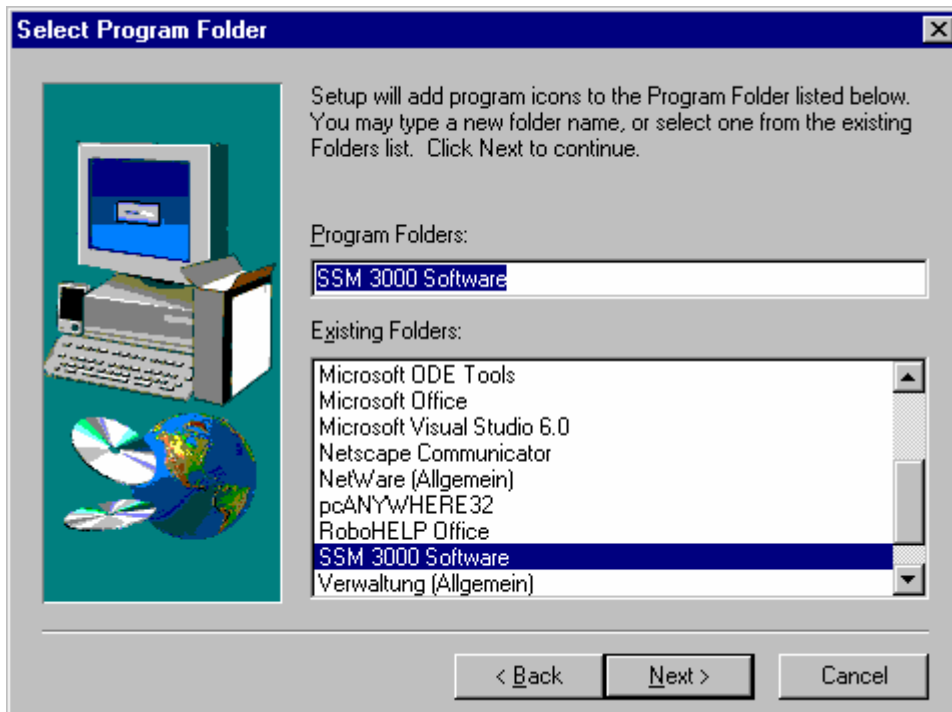 Select Program Folder
Setup will add program icons to the Program Folder listed below.
You may type a new folder name, or select one from the existing
Folders list.  Click Next to continue.
Program Folders:
SSM 3000 Software
Existing Folders:
Microsoft ODE Tools
Microsoft Office
Microsoft Visual Studio 6.0
Netscape Communicator
NetWare (Allgemein)
pcANYWHERE32
RoboHELP Office
SSM 3000 Software
Verwaltung (Allgemein)
< Back
Next >
Cancel